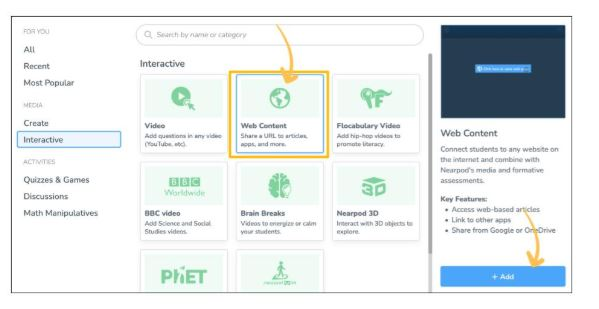 FOR YOU
All
Recent
Most Popular
MEDIA
Create
Interactive
ACTIVITIES
Quizzes & Games
Discussions
Math Manipulatives
Search by name or category
Interactive
Video
Add questions in any video
(YouTube, etc).
Web Content
Share a URL to articles,
apps, and more.
Flocabulary Video
Add hip-hop videos to
promote literacy.
BBC
Worldwide
BBC video
Add Science and Social
Studies videos.
Brain Breaks
Videos to energize or calm
your students.
3D
Nearpod 3D
Interact with 3D objects to
explore.
PhET
nearpod VR
Web Content
Connect students to any website on
the internet and combine with
Nearpod's media and formative
assessments.
Key Features:
• Access web-based articles
• Link to other apps
• Share from Google or OneDrive
+ Add